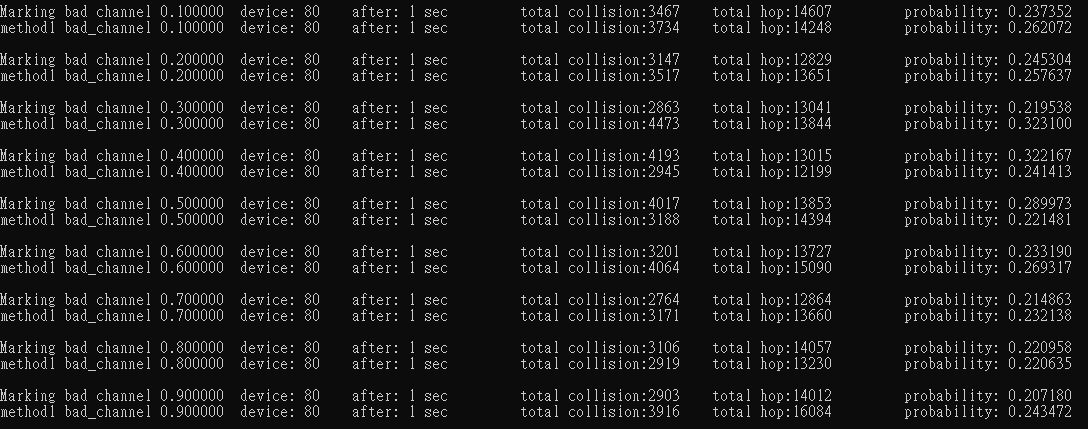 Marking bad channel 0.100000 device: 80 after: 1 sec total collision:3467 total hop:14607 probability: 0.237352
method1 bad_channel 0.100000 device: 80 after: 1 sec total collision:3734 total hop:14248 probability: 0.262072
Marking bad channel 0.200000 device: 80 after: 1 sec total collision:3147 total hop:12829 probability: 0.245304
method1 bad_channel 0.200000 device: 80 after: 1 sec total collision:3517 total hop:13651 probability: 0.257637
Marking bad channel 0.300000 device: 80 after: 1 sec total collision:2863 total hop:13041 probability: 0.219538
method1 bad_channel 0.300000 device: 80 after: 1 sec total collision:4473 total hop:13844 probability: 0.323100
Marking bad channel 0.400000 device: 80 after: 1 sec total collision:4193 total hop:13015 probability: 0.322167
method1 bad_channel 0.400000 device: 80 after: 1 sec total collision:2945 total hop:12199 probability: 0.241413
Marking bad channel 0.500000 device: 80 after: 1 sec total collision:4017 total hop:13853 probability: 0.289973
method1 bad_channel 0.500000 device: 80 after: 1 sec total collision:3188 total hop:14394 probability: 0.221481
Marking bad channel 0.600000 device: 80 after: 1 sec total collision:3201 total hop:13727 probability: 0.233190
method1 bad_channel 0.600000 device: 80 after: 1 sec total collision:4064 total hop:15090 probability: 0.269317
Marking bad channel 0.700000 device: 80 after: 1 sec total collision:2764 total hop:12864 probability: 0.214863
method1 bad_channel 0.700000 device: 80 after: 1 sec total collision:3171 total hop:13660 probability: 0.232138
Marking bad channel 0.800000 device: 80 after: 1 sec total collision:3106 total hop:14057 probability: 0.220958
method1 bad_channel 0.800000 device: 80 after: 1 sec total collision:2919 total hop:13230 probability: 0.220635
Marking bad channel 0.900000 device: 80 after: 1 sec total collision:2903 total hop:14012 probability: 0.207180
method1 bad_channel 0.900000 device: 80 after: 1 sec total collision:3916 total hop:16084 probability: 0.243472